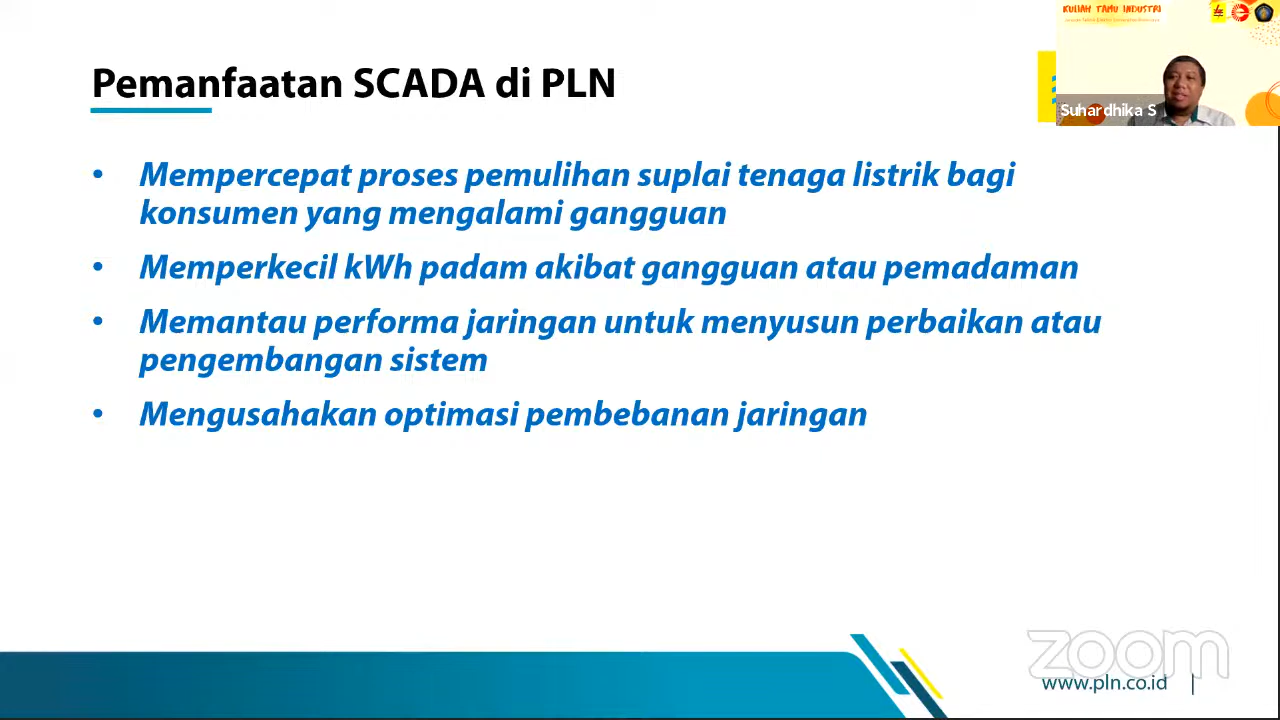 KULIAH TAMU INDUSTRI
Pemanfaatan SCADA di PLN
Suhardhika S
• Mempercepat proses pemulihan suplai tenaga listrik bagi
konsumen yang mengalami gangguan
• Memperkecil kWh padam akibat gangguan atau pemadaman
• Memantau performa jaringan untuk menyusun perbaikan atau
pengembangan sistem
• Mengusahakan optimasi pembebanan jaringan
zoom
www.pln.co.id |